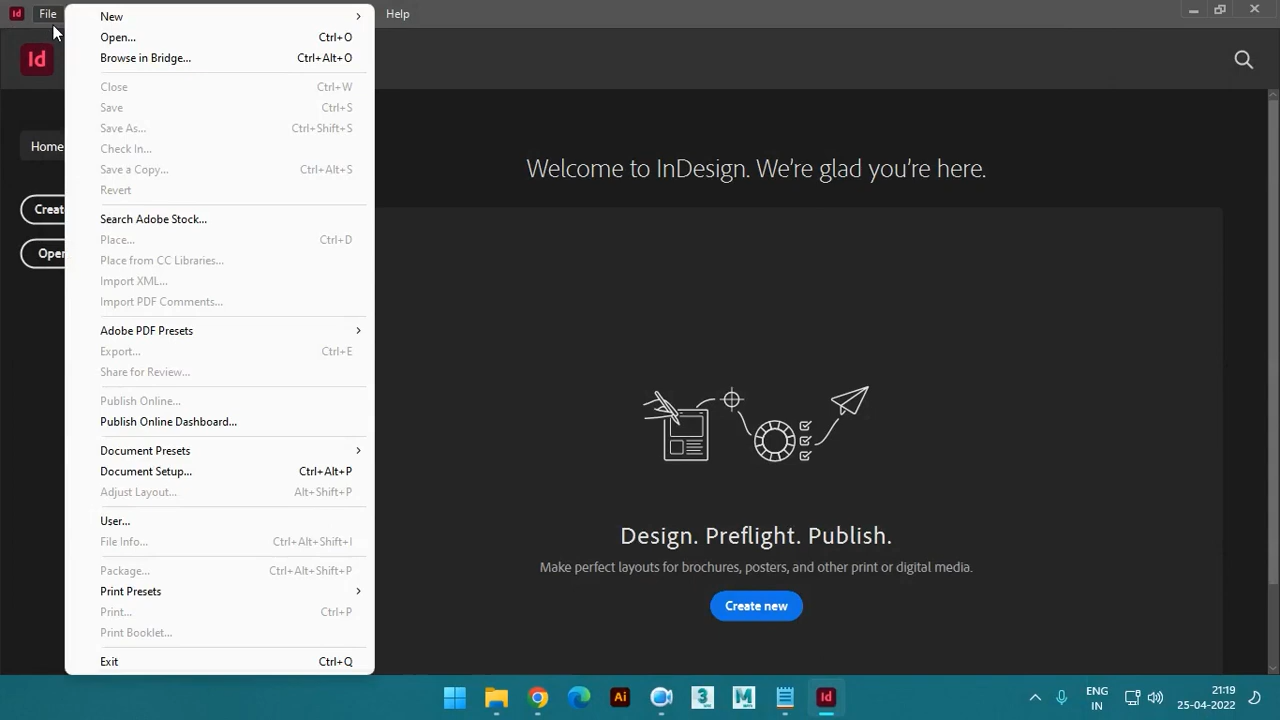 Id File Help
New
Open... Ctrl+O
Browse in Bridge... Ctrl+Alt+O
Close Ctrl+W
Save Ctrl+S
Save As... Ctrl+Shift+S
Check In...
Save a Copy... Ctrl+Alt+S
Revert
Search Adobe Stock...
Place... Ctrl+D
Place from CC Libraries...
Import XML...
Import PDF Comments...
Adobe PDF Presets
Export... Ctrl+E
Share for Review...
Publish Online...
Publish Online Dashboard...
Document Presets
Document Setup... Ctrl+Alt+P
Adjust Layout... Alt+Shift+P
User...
File Info... Ctrl+Alt+Shift+I
Package... Ctrl+Alt+Shift+P
Print Presets
Print... Ctrl+P
Print Booklet...
Exit Ctrl+Q
Id
Home
Creat
Open
Welcome to InDesign. We're glad you're here.
Design. Preflight. Publish.
Make perfect layouts for brochures, posters, and other print or digital media.
Create new
Ai 3 M Id
ENG
IN
21:19
25-04-2022